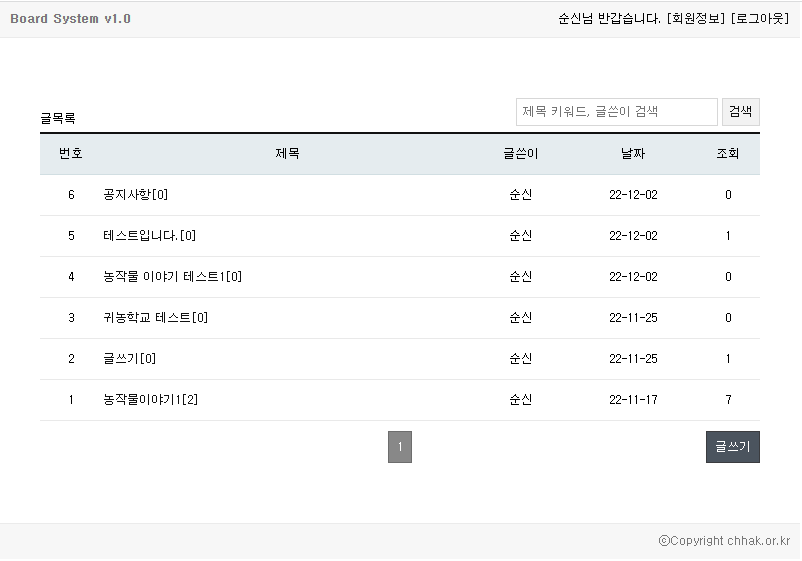 Board System v1.0 순신님 반갑습니다. [회원정보] [로그아웃]
글목록 제목 키워드, 글쓴이 검색 검색
번호 제목 글쓴이 날짜 조회
6 공지사항[0] 순신 22-12-02 0
5 테스트입니다.[0] 순신 22-12-02 1
4 농작물 이야기 테스트1[0] 순신 22-12-02 0
3 귀농학교 테스트[0] 순신 22-11-25 0
2 글쓰기[0] 순신 22-11-25 1
1 농작물이야기1[2] 순신 22-11-17 7
1 글쓰기
ⓒCopyright chhak.or.kr